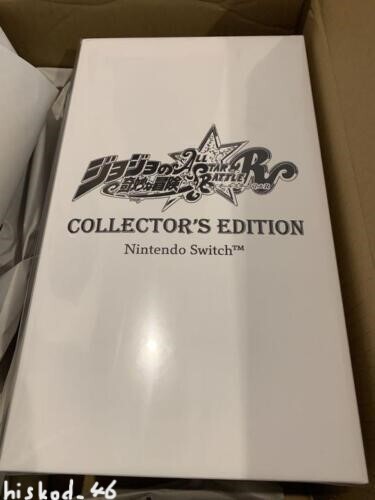 ジョジョの ALL
奇妙な冒険 STAR BATTLE R
COLLECTOR'S EDITION
Nintendo Switch™
hiskod_46